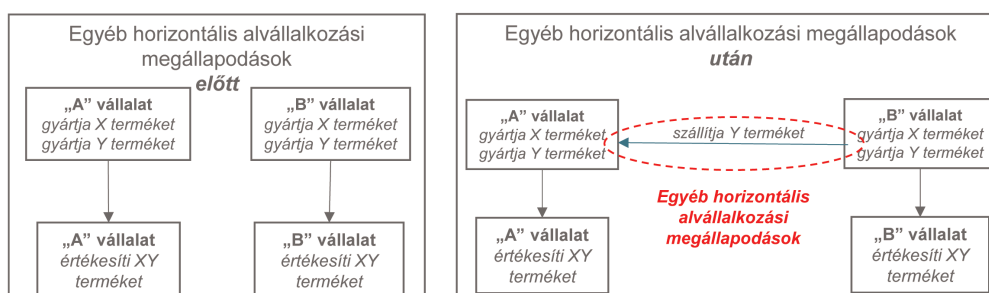 Egyéb horizontális alvállalkozási
megállapodások
előtt
„A” vállalat
gyártja X terméket
gyártja Y terméket
„B” vállalat
gyártja X terméket
gyártja Y terméket
„A” vállalat
értékesíti XY
terméket
„B” vállalat
értékesíti XY
terméket
Egyéb horizontális alvállalkozási megállapodások
után
„A” vállalat
gyártja X terméket
gyártja Y terméket
szállítja Y terméket
„B” vállalat
gyártja X terméket
gyártja Y terméket
Egyéb horizontális
alvállalkozási
megállapodások
„A” vállalat
értékesíti XY
terméket
„B” vállalat
értékesíti XY
terméket